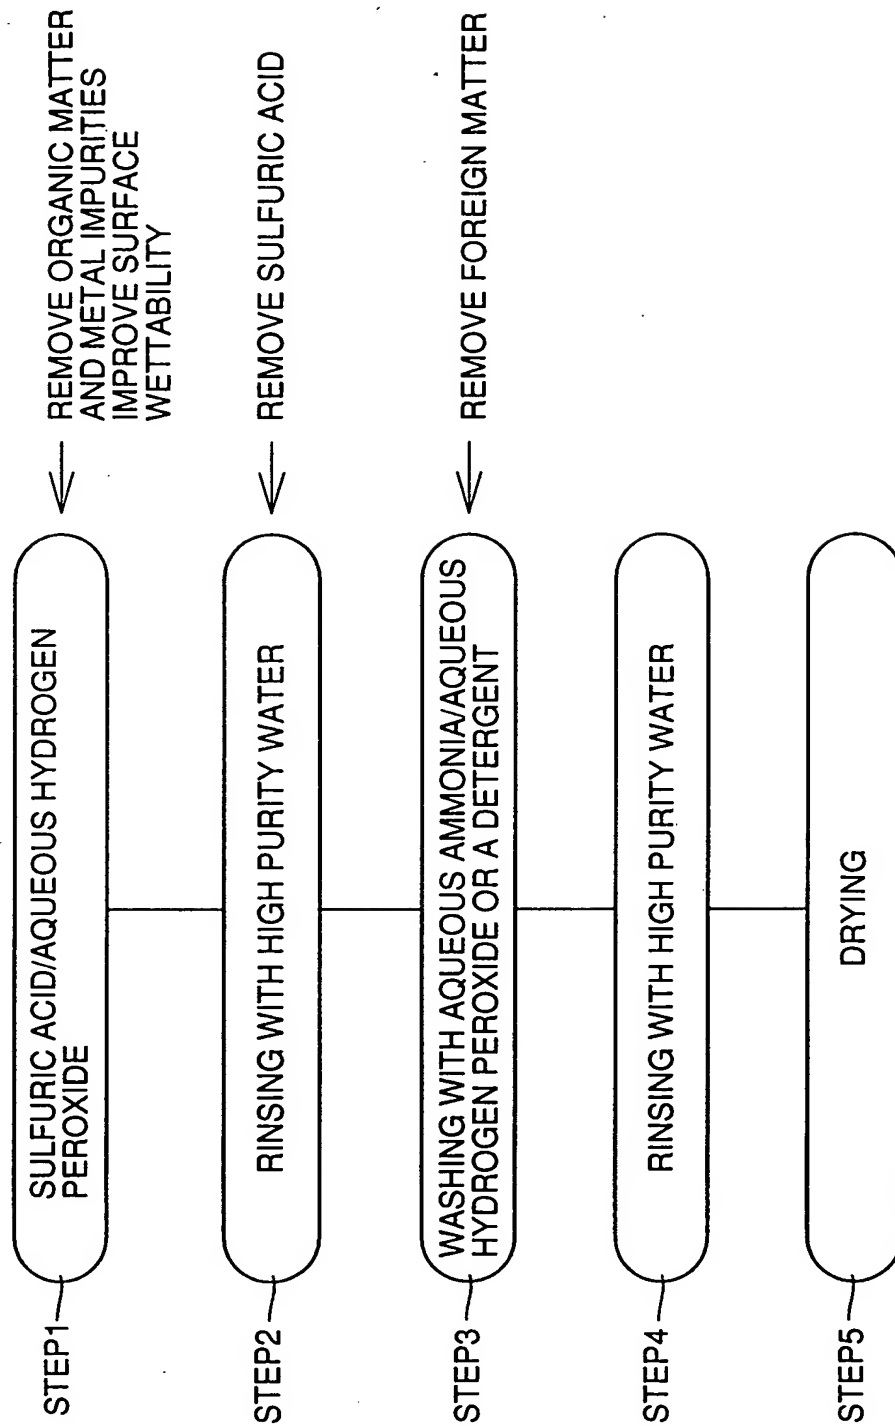 STEP1
SULFURIC ACID/AQUEOUS HYDROGEN
PEROXIDE
REMOVE ORGANIC MATTER
AND METAL IMPURITIES
IMPROVE SURFACE
WETTABILITY
STEP2
RINSING WITH HIGH PURITY WATER
REMOVE SULFURIC ACID
STEP3
WASHING WITH AQUEOUS AMMONIA/AQUEOUS
HYDROGEN PEROXIDE OR A DETERGENT
REMOVE FOREIGN MATTER
STEP4
RINSING WITH HIGH PURITY WATER
STEP5
DRYING